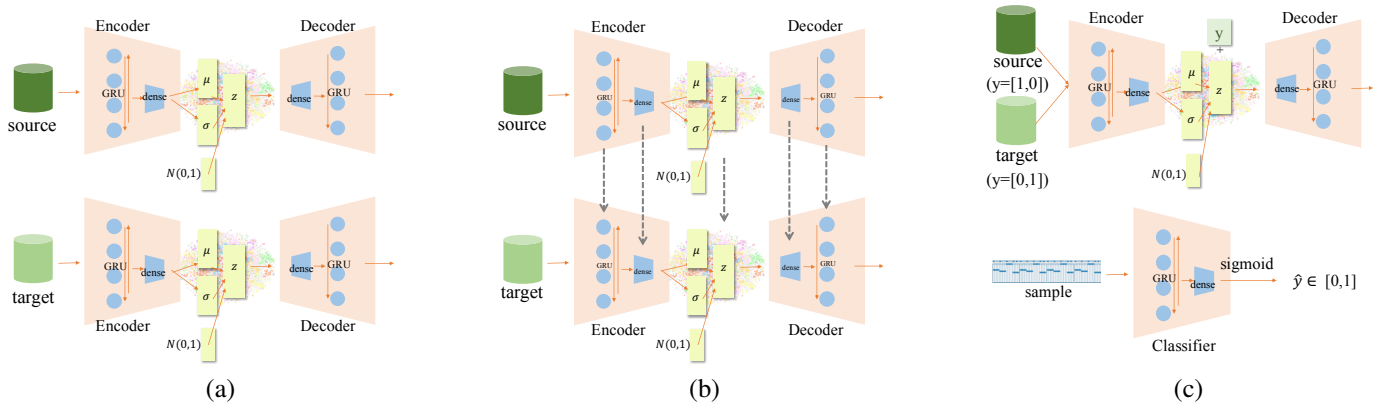 Encoder
Decoder
GRU
dense
μ
σ
z
dense
GRU
source
N(0,1)
GRU
dense
μ
σ
z
dense
GRU
target
Encoder
Decoder
N(0,1)
(a)
Encoder
Decoder
GRU
dense
μ
σ
z
dense
GRU
source
N(0,1)
GRU
dense
μ
σ
z
dense
GRU
target
Encoder
Decoder
N(0,1)
(b)
Encoder
Decoder
y
+
source
(y=[1,0])
GRU
dense
μ
σ
z
dense
GRU
target
(y=[0,1])
N(0,1)
sample
GRU
dense
sigmoid
ŷ ∈ [0,1]
Classifier
(c)